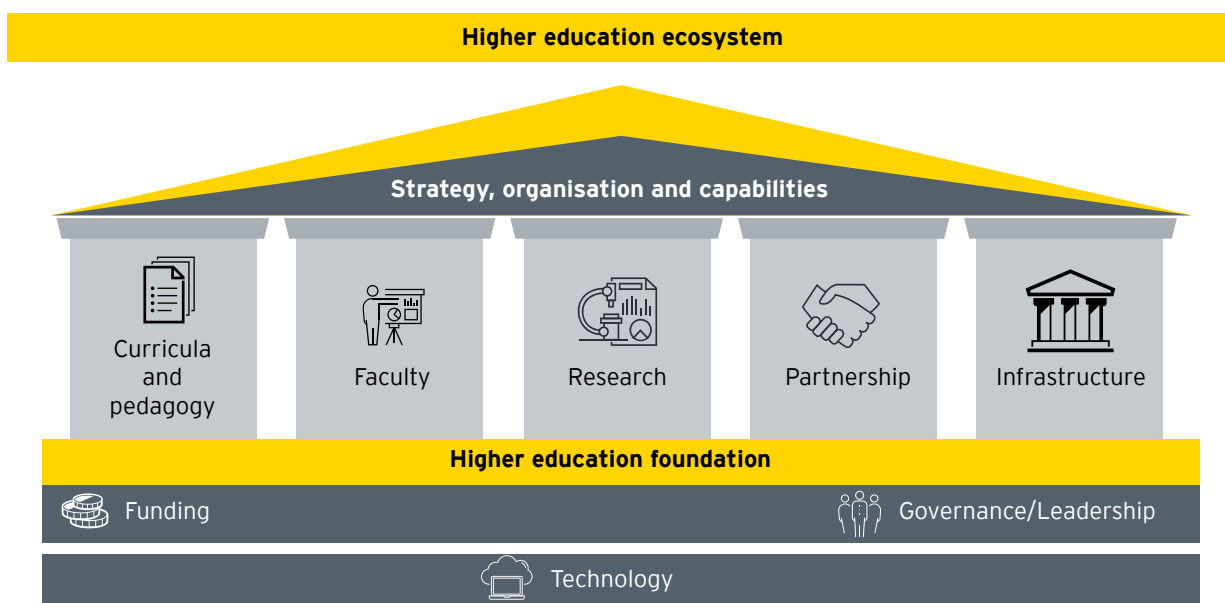 Higher education ecosystem
Strategy, organisation and capabilities
Curricula
and
pedagogy
Faculty
Research
Partnership
Infrastructure
Higher education foundation
Funding
Governance/Leadership
Technology